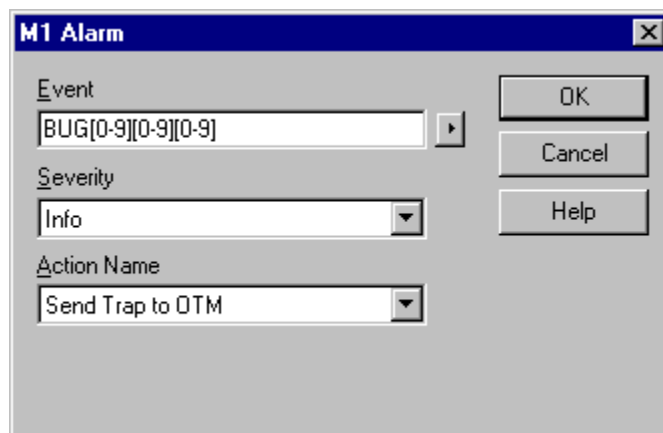 M1 Alarm
Event
BUG[0-9][0-9][0-9]
Severity
Info
Action Name
Send Trap to OTM
OK
Cancel
Help